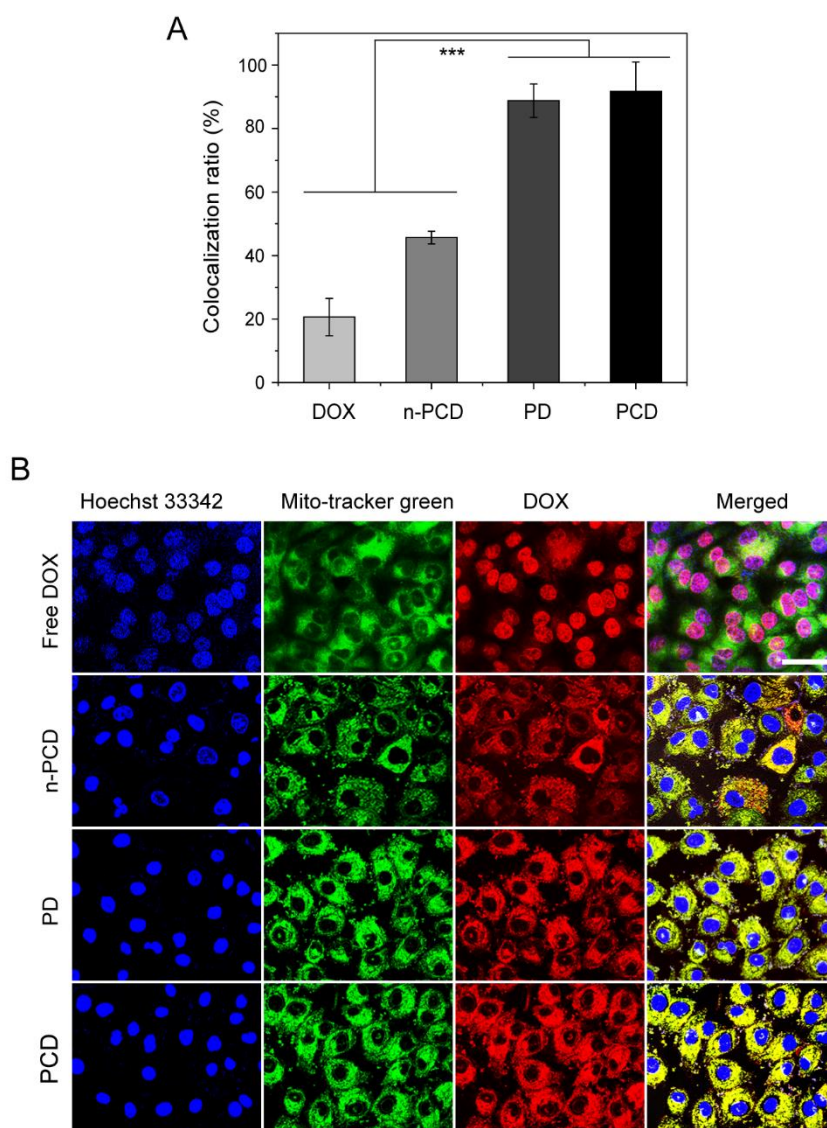 A
***
Colocalization ratio (%)
100
80
60
40
20
0
DOX n-PCD PD PCD
B
Hoechst 33342 Mito-tracker green DOX Merged
Free DOX
n-PCD
PD
PCD